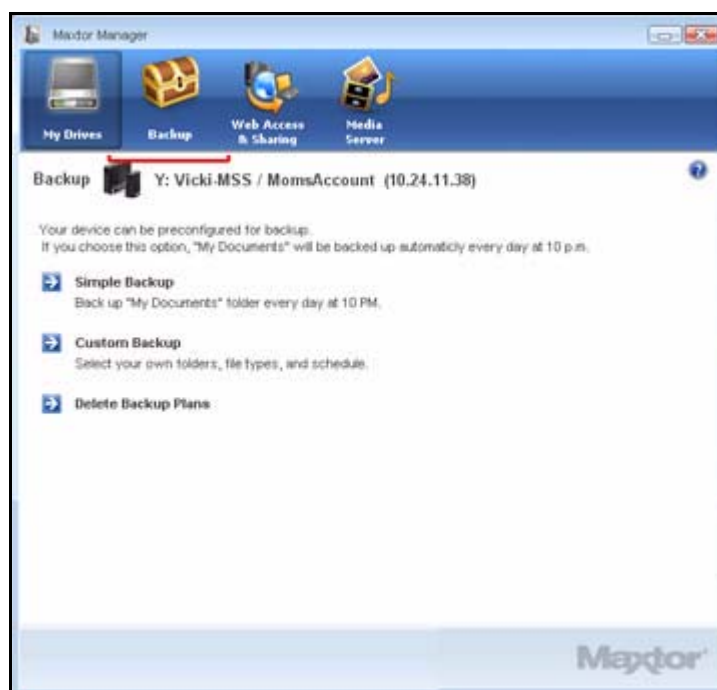 Maxtor Manager
My Drives
Backup
Web Access
& Sharing
Media
Server
Backup Y: Vicki-MSS / MomsAccount (10.24.11.38)
Your device can be preconfigured for backup.
If you choose this option, "My Documents" will be backed up automaticly every day at 10 p.m.
Simple Backup
Back up "My Documents" folder every day at 10 PM.
Custom Backup
Select your own folders, file types, and schedule.
Delete Backup Plans
Maxtor